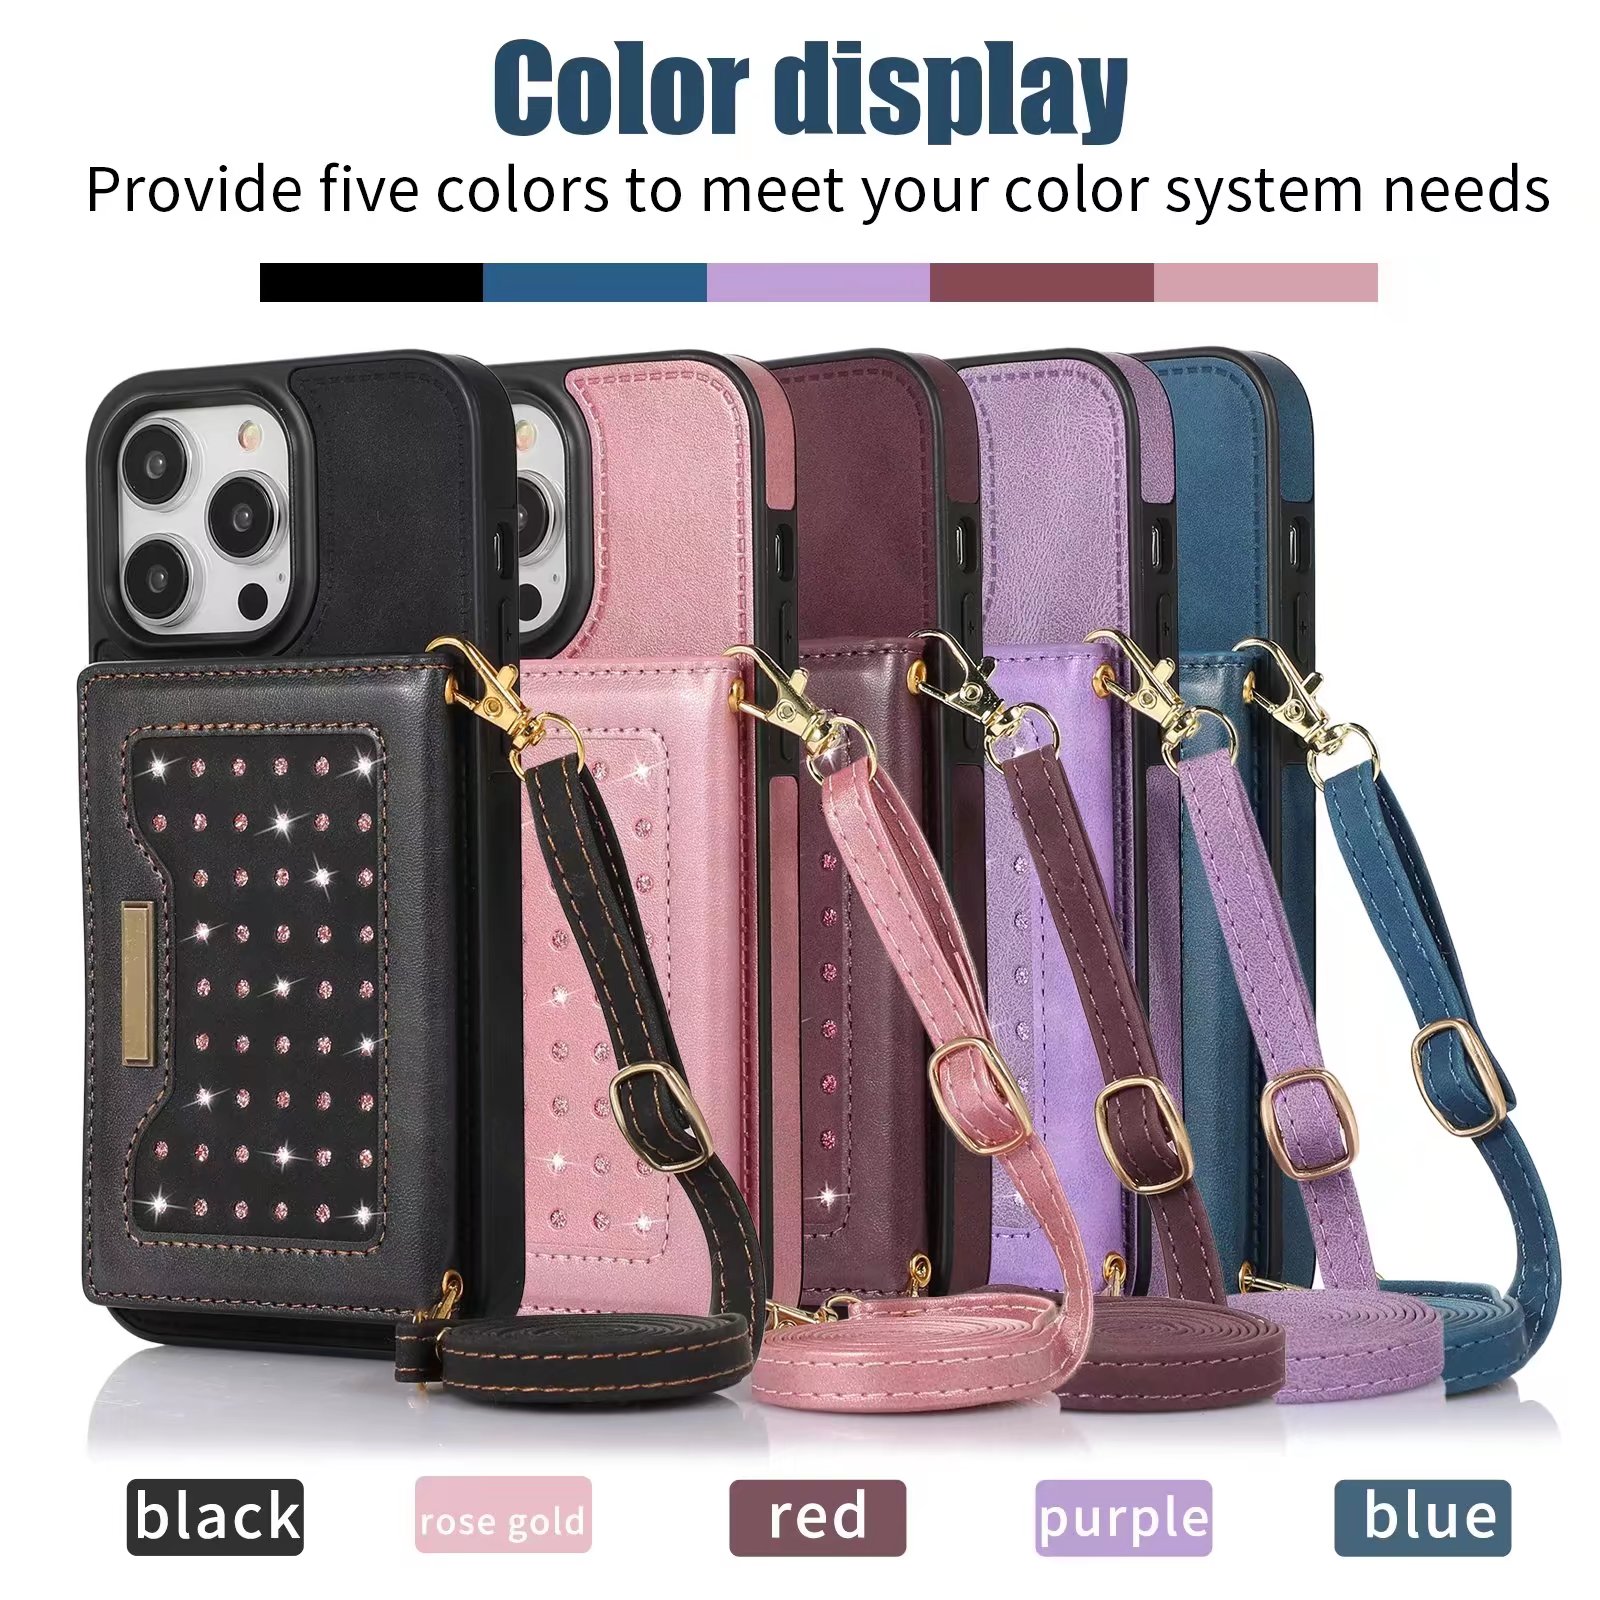 Color display
Provide five colors to meet your color system needs
black
rose gold
red
purple
blue